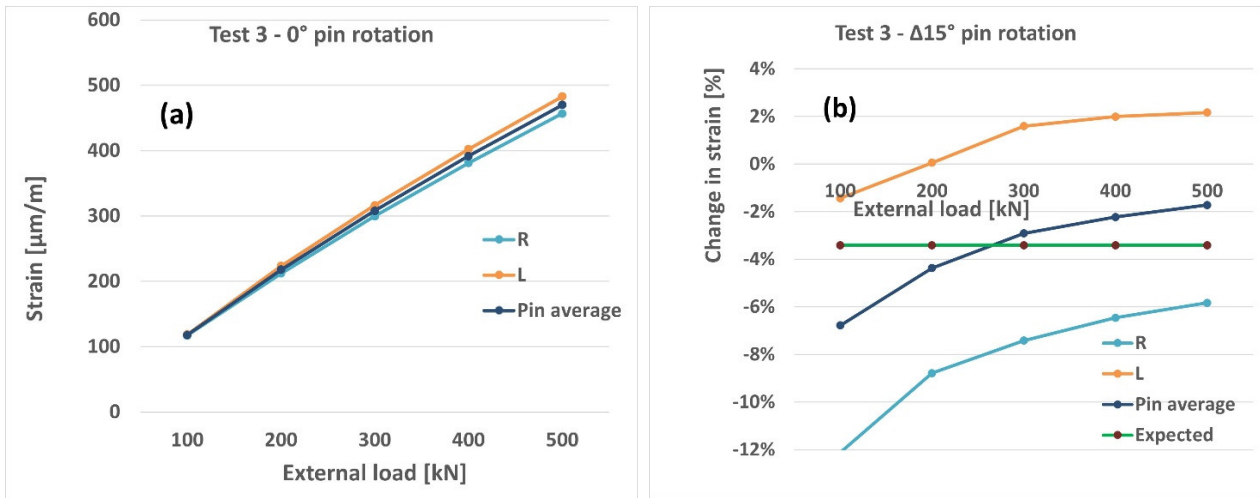 Test 3 - 0° pin rotation
(a)
Strain [µm/m]
600
500
400
300
200
100
0
100 200 300 400 500
External load [kN]
R
L
Pin average
Test 3 - Δ15° pin rotation
(b)
Change in strain [%]
4%
2%
0%
-2%
-4%
-6%
-8%
-10%
-12%
100 200 300 400 500
External load [kN]
R
L
Pin average
Expected